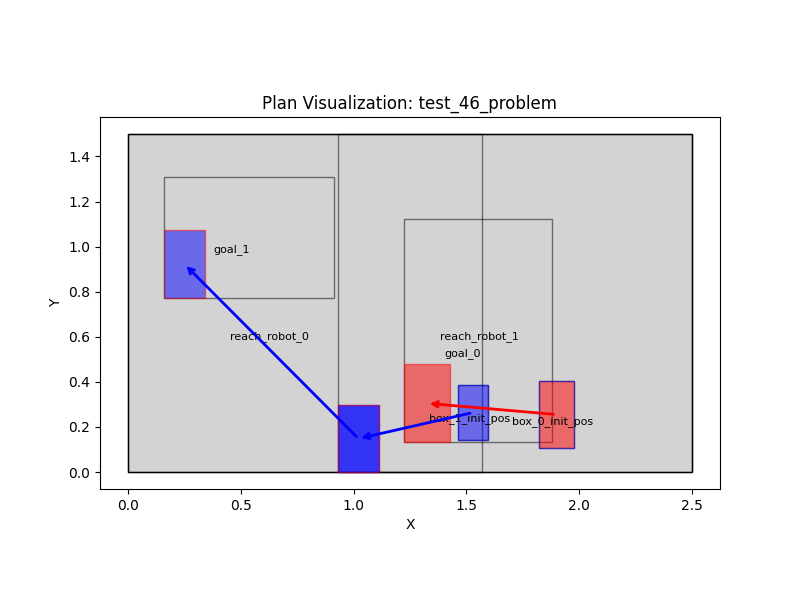 Plan Visualization: test_46_problem
1.4
1.2
1.0
0.8
0.6
0.4
0.2
0.0
Y
goal_1
reach_robot_0
reach_robot_1
goal_0
box_1_init_pos
box_0_init_pos
0.0
0.5
1.0
1.5
2.0
2.5
X